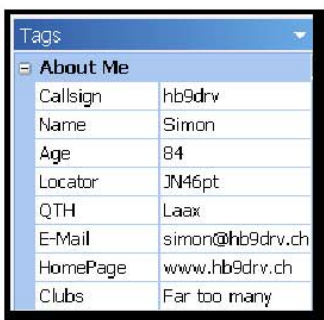 Tags
About Me
Callsign hb9drv
Name Simon
Age 84
Locator JN46pt
QTH Laax
E-Mail simon@hb9drv.ch
HomePage www.hb9drv.ch
Clubs Far too many